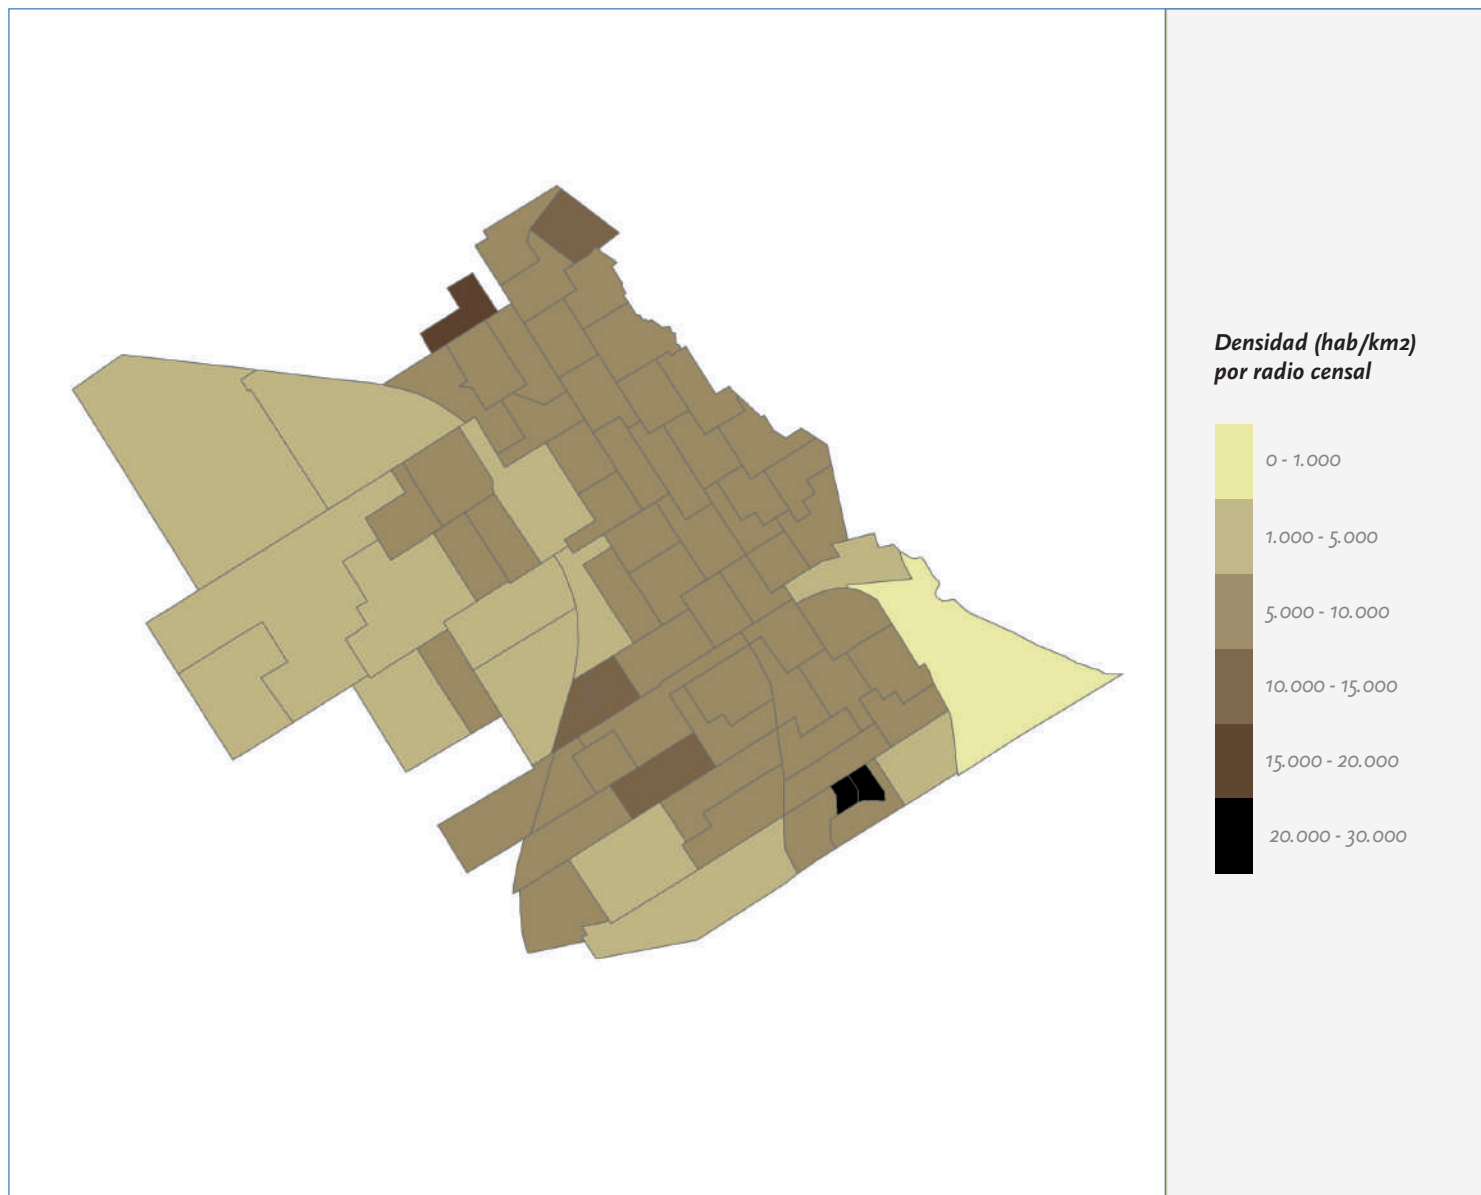 Densidad (hab/km2)
por radio censal
0 - 1.000
1.000 - 5.000
5.000 - 10.000
10.000 - 15.000
15.000 - 20.000
20.000 - 30.000